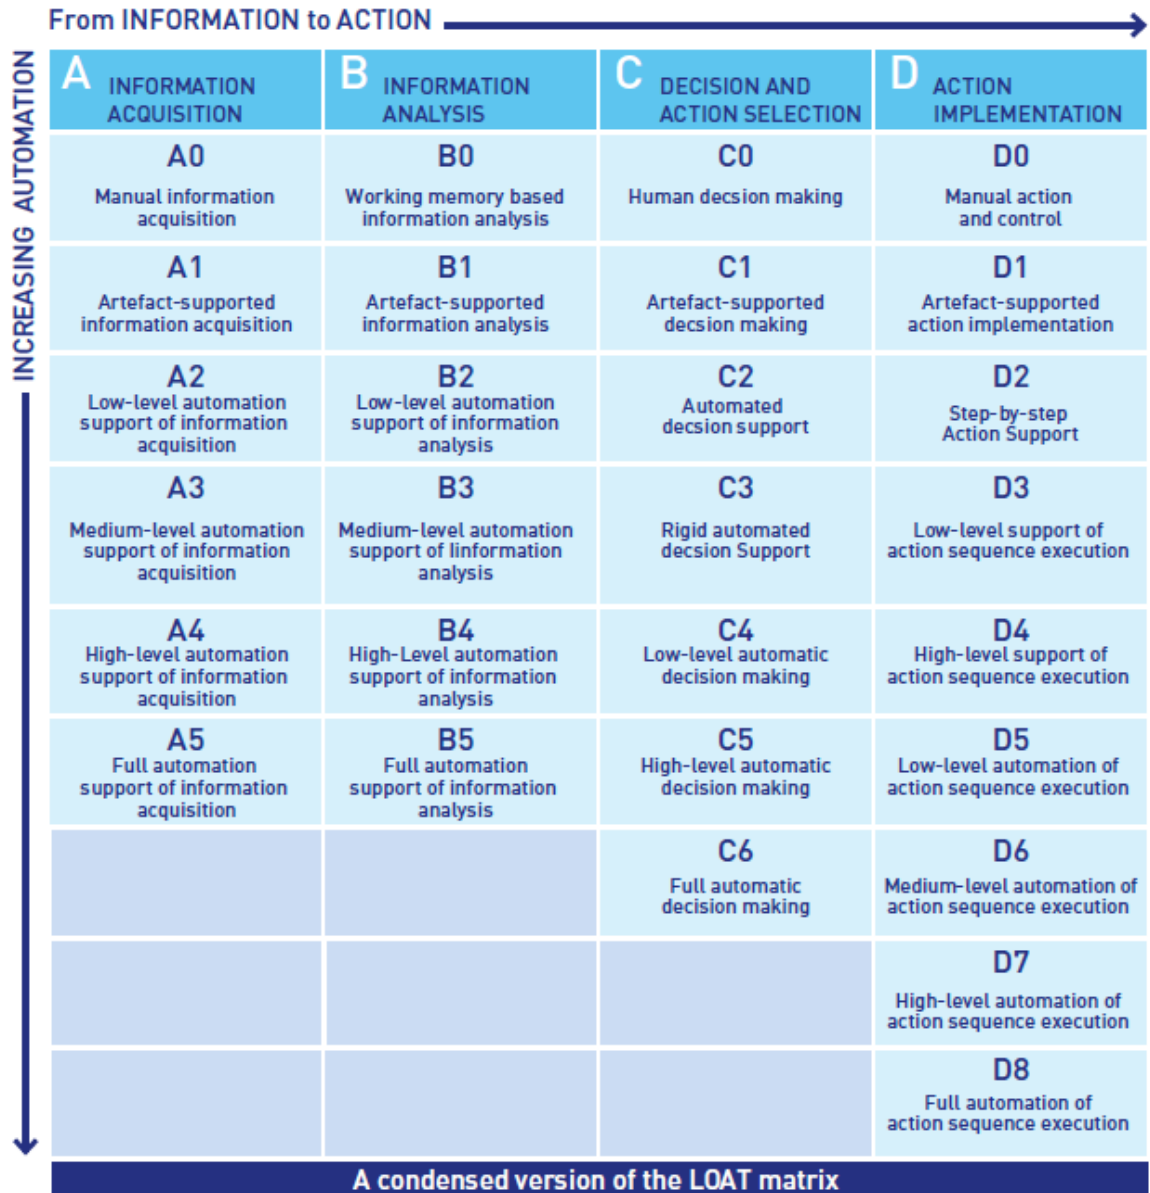 From INFORMATION to ACTION
INCREASING AUTOMATION
A INFORMATION
ACQUISITION
B INFORMATION
ANALYSIS
C DECISION AND
ACTION SELECTION
D ACTION
IMPLEMENTATION
A0
Manual information
acquisition
B0
Working memory based
information analysis
C0
Human decsion making
D0
Manual action
and control
A1
Artefact-supported
information acquisition
B1
Artefact-supported
information analysis
C1
Artefact-supported
decsion making
D1
Artefact-supported
action implementation
A2
Low-level automation
support of information
acquisition
B2
Low-level automation
support of information
analysis
C2
Automated
decsion support
D2
Step-by-step
Action Support
A3
Medium-level automation
support of information
acquisition
B3
Medium-level automation
support of linformation
analysis
C3
Rigid automated
decsion Support
D3
Low-level support of
action sequence execution
A4
High-level automation
support of information
acquisition
B4
High-Level automation
support of information
analysis
C4
Low-level automatic
decision making
D4
High-level support of
action sequence execution
A5
Full automation
support of information
acquisition
B5
Full automation
support of information
analysis
C5
High-level automatic
decision making
D5
Low-level automation of
action sequence execution
C6
Full automatic
decision making
D6
Medium-level automation of
action sequence execution
D7
High-level automation of
action sequence execution
D8
Full automation of
action sequence execution
A condensed version of the LOAT matrix